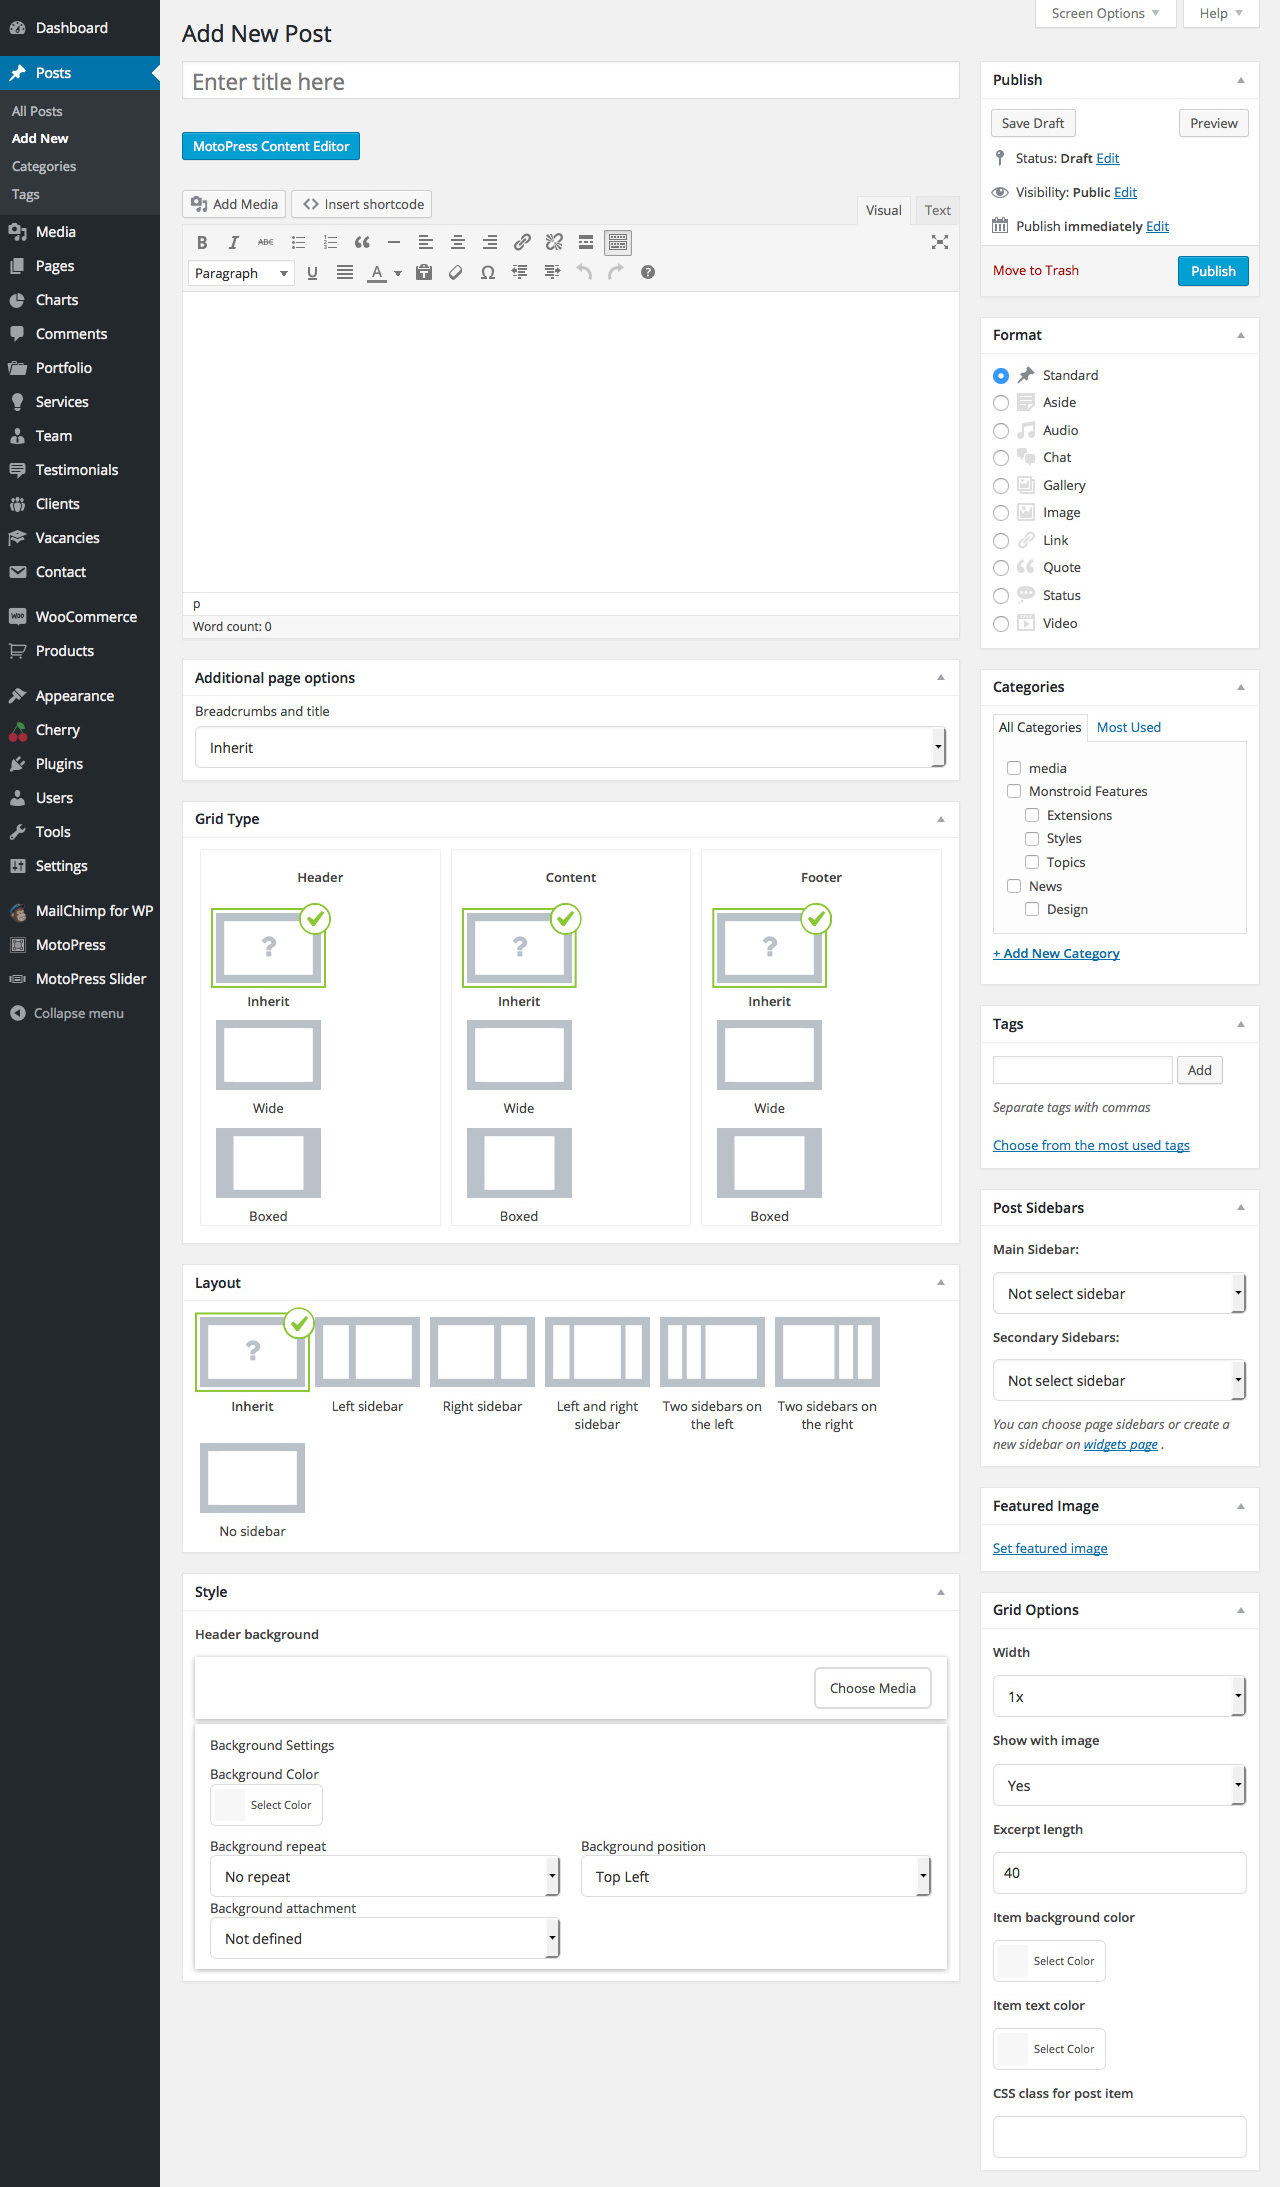 Dashboard
Posts
All Posts
Add New
Categories
Tags
Media
Pages
Charts
Comments
Portfolio
Services
Team
Testimonials
Clients
Vacancies
Contact
WooCommerce
Products
Appearance
Cherry
Plugins
Users
Tools
Settings
MailChimp for WP
MotoPress
MotoPress Slider
Collapse menu
Screen Options
Help
Add New Post
Enter title here
MotoPress Content Editor
Add Media
Insert shortcode
Visual
Text
B I ABC
Paragraph
U A Ω ?
p
Word count: 0
Additional page options
Breadcrumbs and title
Inherit
Grid Type
Header
?
Inherit
Wide
Boxed
Content
?
Inherit
Wide
Boxed
Footer
?
Inherit
Wide
Boxed
Layout
?
Inherit
Left sidebar
Right sidebar
Left and right
sidebar
Two sidebars on
the left
Two sidebars on
the right
No sidebar
Style
Header background
Choose Media
Background Settings
Background Color
Select Color
Background repeat
No repeat
Background position
Top Left
Background attachment
Not defined
Publish
Save Draft
Preview
Status: Draft Edit
Visibility: Public Edit
Publish immediately Edit
Move to Trash
Publish
Format
Standard
Aside
Audio
Chat
Gallery
Image
Link
Quote
Status
Video
Categories
All Categories
Most Used
media
Monstroid Features
Extensions
Styles
Topics
News
Design
+ Add New Category
Tags
Add
Separate tags with commas
Choose from the most used tags
Post Sidebars
Main Sidebar:
Not select sidebar
Secondary Sidebars:
Not select sidebar
You can choose page sidebars or create a
new sidebar on widgets page .
Featured Image
Set featured image
Grid Options
Width
1x
Show with image
Yes
Excerpt length
40
Item background color
Select Color
Item text color
Select Color
CSS class for post item